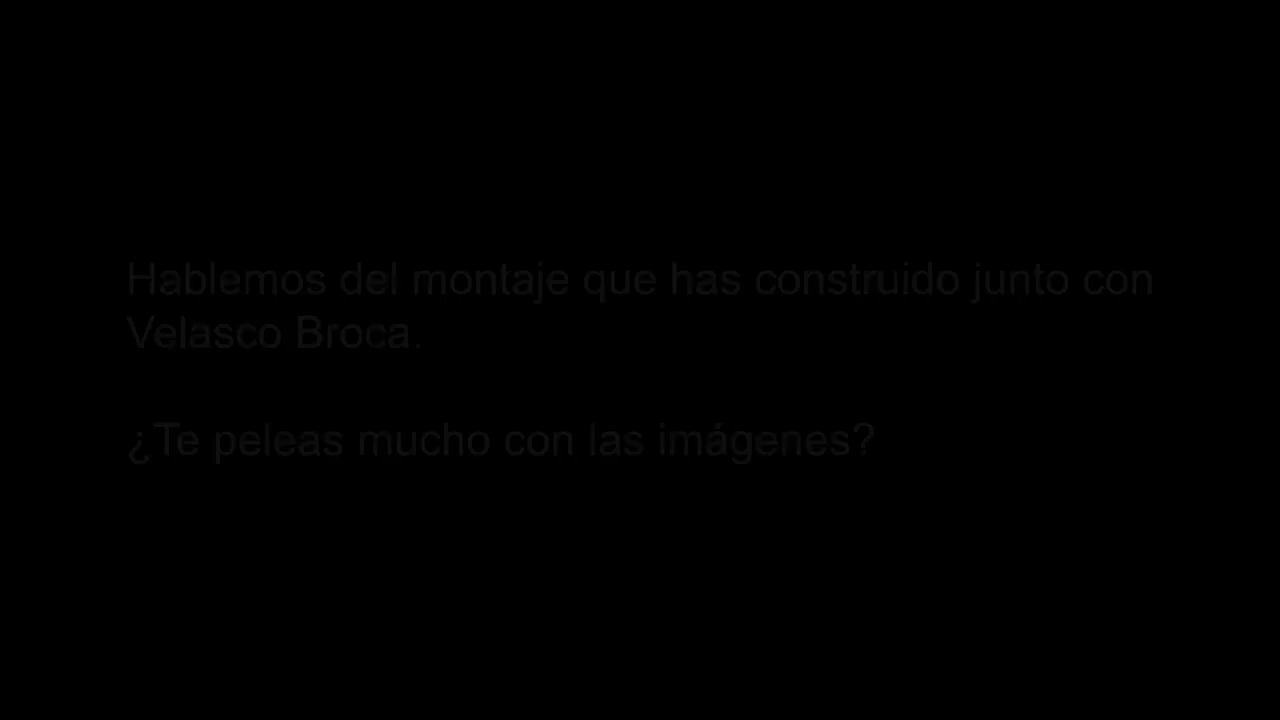 Hablemos del montaje que has construido junto con
Velasco Broca.
¿Te peleas mucho con las imágenes?